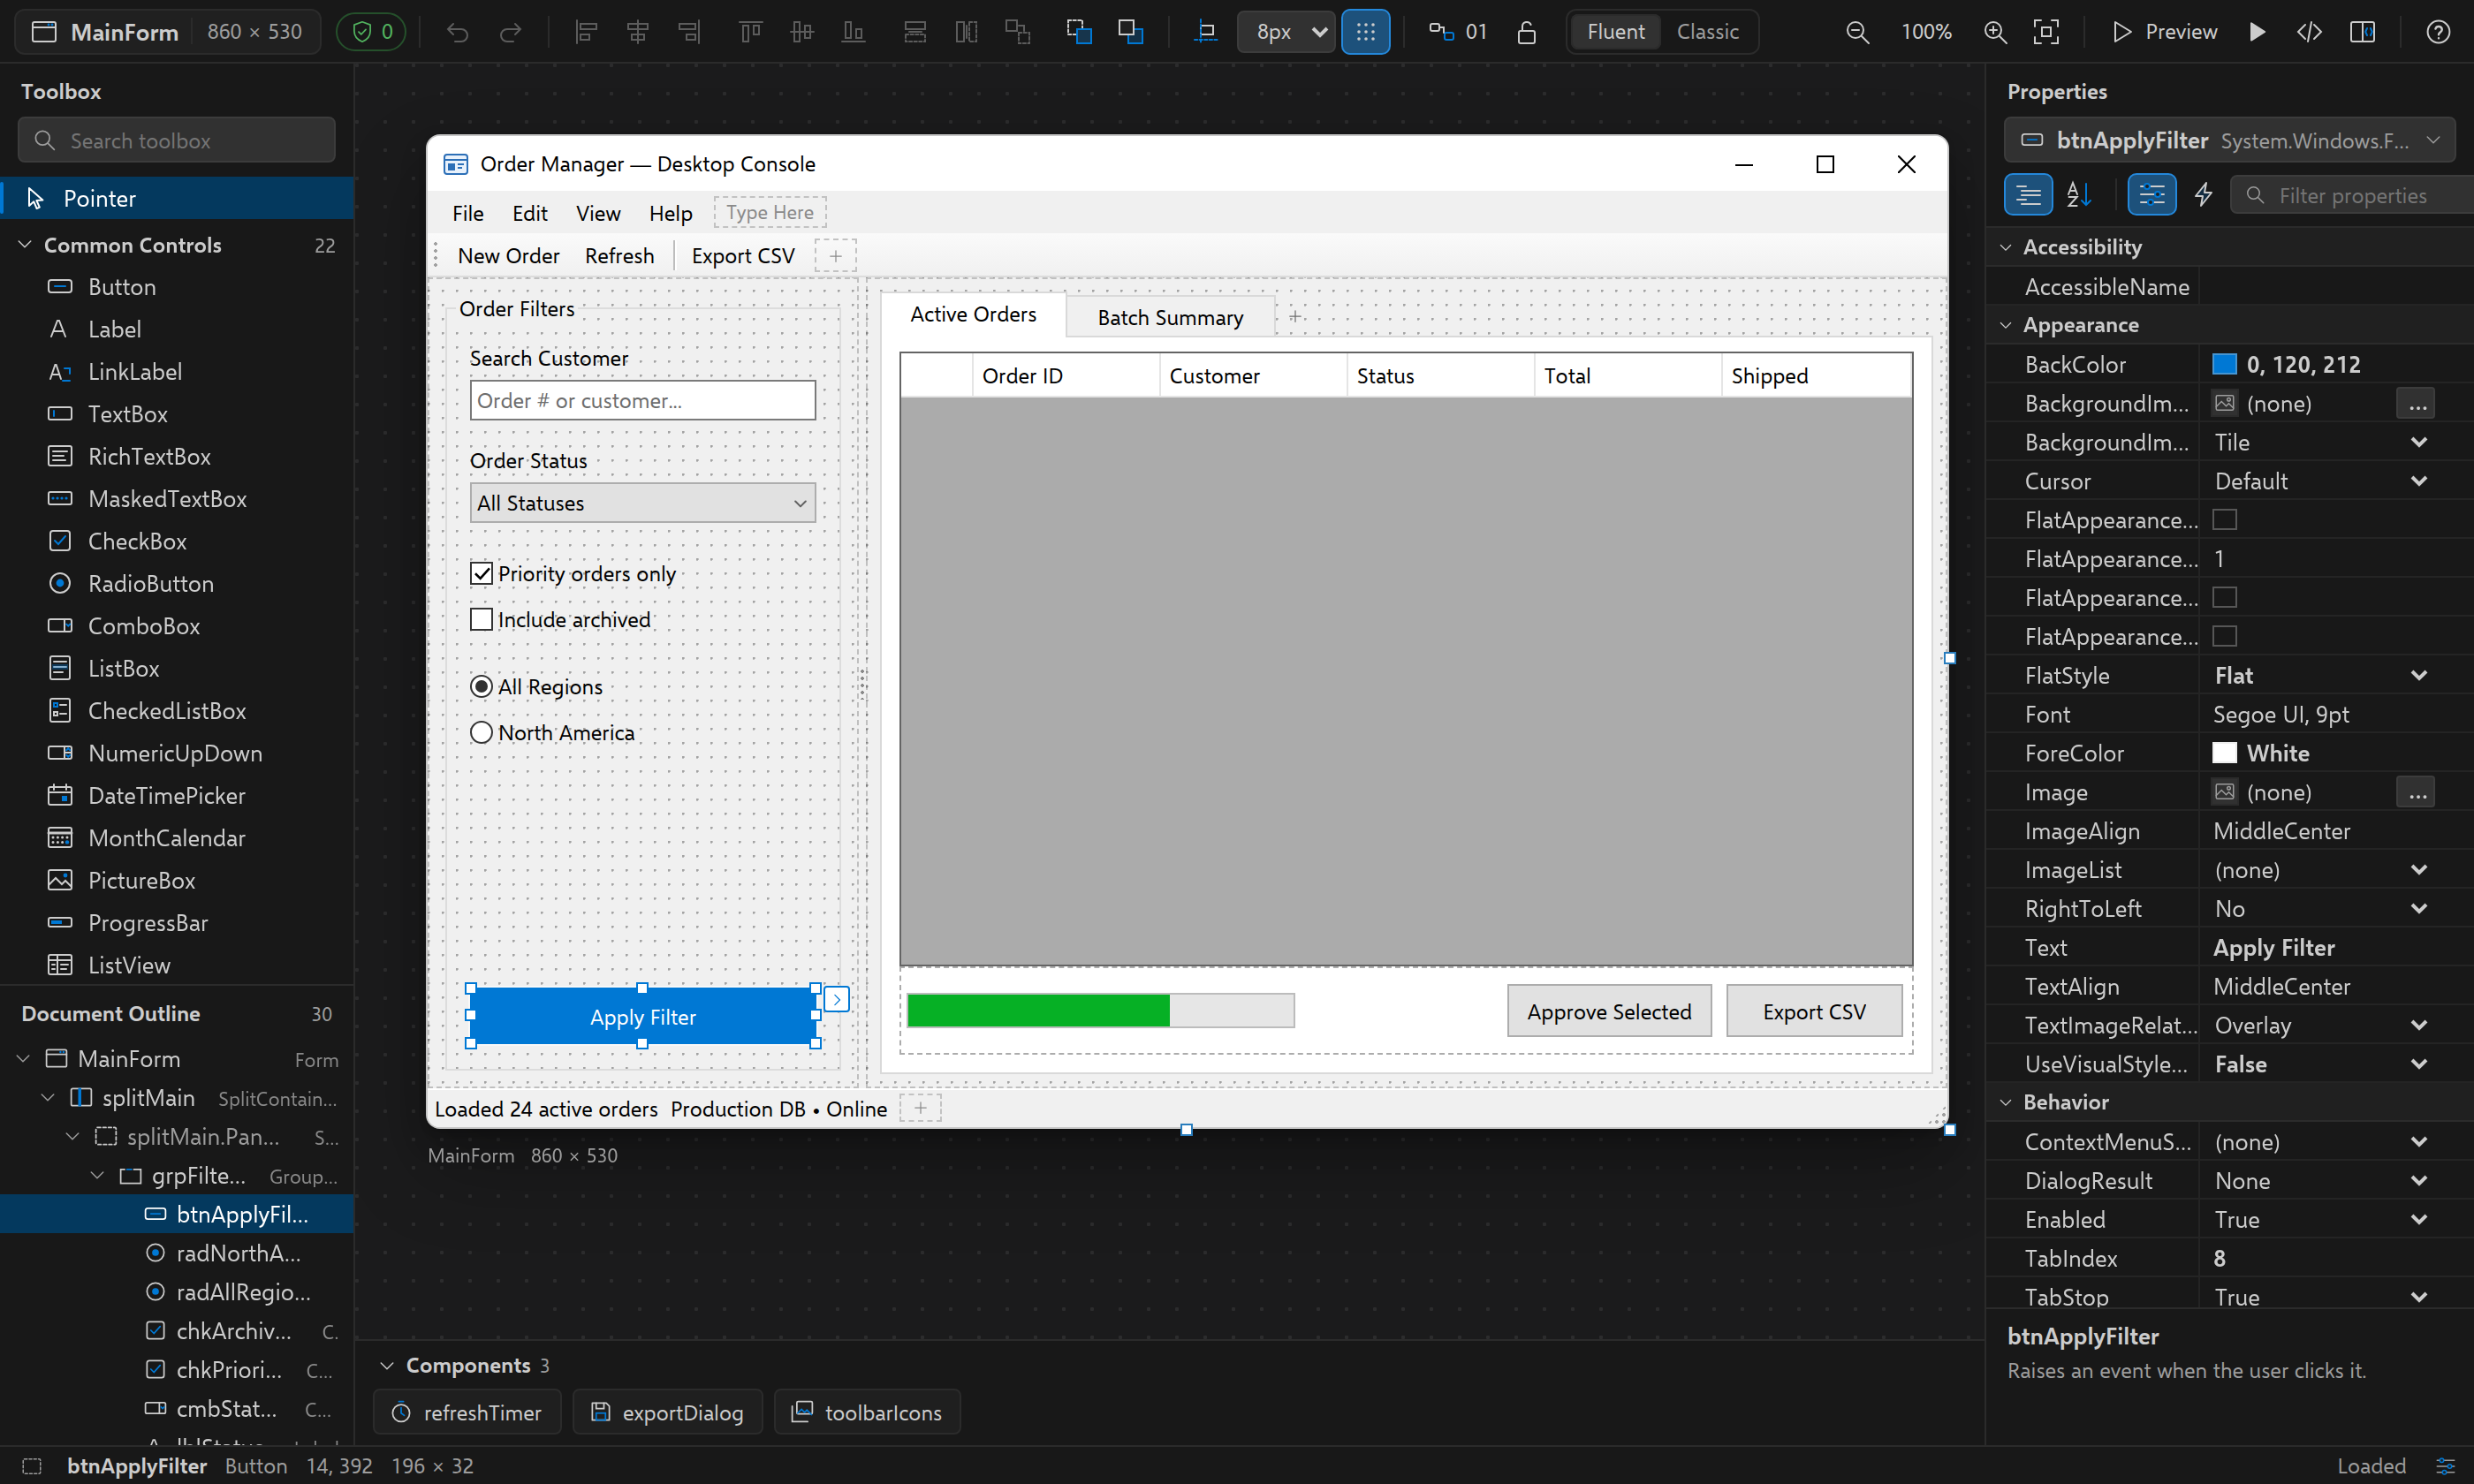 MainForm 860 × 530 0 8px 01 Fluent Classic 100% Preview
Toolbox
Search toolbox
Pointer
Common Controls 22
Button
Label
LinkLabel
TextBox
RichTextBox
MaskedTextBox
CheckBox
RadioButton
ComboBox
ListBox
CheckedListBox
NumericUpDown
DateTimePicker
MonthCalendar
PictureBox
ProgressBar
ListView
Document Outline 30
MainForm Form
splitMain SplitContain...
splitMain.Pan... S...
grpFilte... Group...
btnApplyFil...
radNorthA...
radAllRegio...
chkArchiv... C.
chkPriori... C...
cmbStat... C...
Order Manager — Desktop Console
File Edit View Help Type Here
New Order Refresh Export CSV +
Order Filters
Search Customer
Order # or customer...
Order Status
All Statuses
Priority orders only
Include archived
All Regions
North America
Apply Filter
Active Orders Batch Summary +
Order ID Customer Status Total Shipped
Approve Selected Export CSV
Loaded 24 active orders Production DB • Online +
MainForm 860 × 530
Components 3
refreshTimer exportDialog toolbarIcons
Properties
btnApplyFilter System.Windows.F...
Filter properties
Accessibility
AccessibleName
Appearance
BackColor 0, 120, 212
BackgroundIm... (none) ...
BackgroundIm... Tile
Cursor Default
FlatAppearance...
FlatAppearance... 1
FlatAppearance...
FlatAppearance...
FlatStyle Flat
Font Segoe UI, 9pt
ForeColor White
Image (none) ...
ImageAlign MiddleCenter
ImageList (none)
RightToLeft No
Text Apply Filter
TextAlign MiddleCenter
TextImageRelat... Overlay
UseVisualStyle... False
Behavior
ContextMenuS... (none)
DialogResult None
Enabled True
TabIndex 8
TabStop True
btnApplyFilter
Raises an event when the user clicks it.
btnApplyFilter Button 14, 392 196 × 32 Loaded